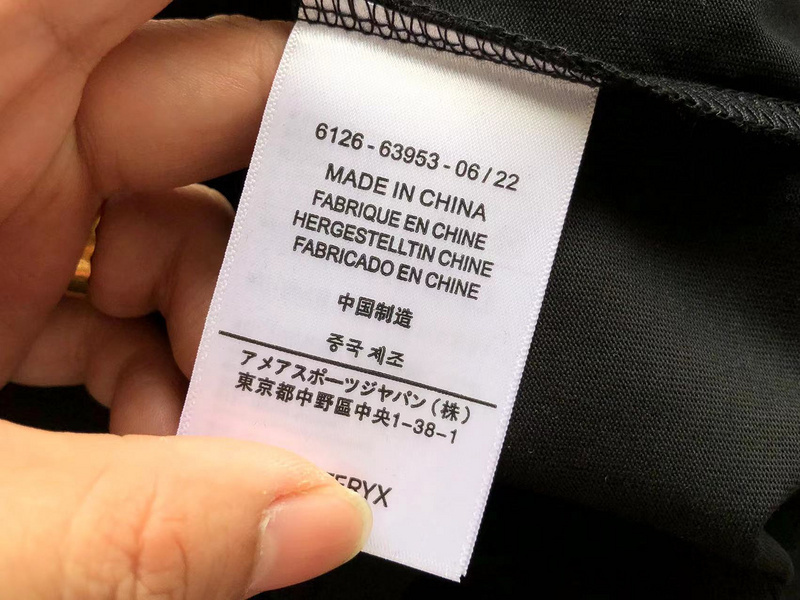 6126 - 63953 - 06 / 22
MADE IN CHINA
FABRIQUE EN CHINE
HERGESTELLTIN CHINE
FABRICADO EN CHINE
中国制造
중국 제조
アメアスポーツジャパン(株)
東京都中野區中央1-38-1